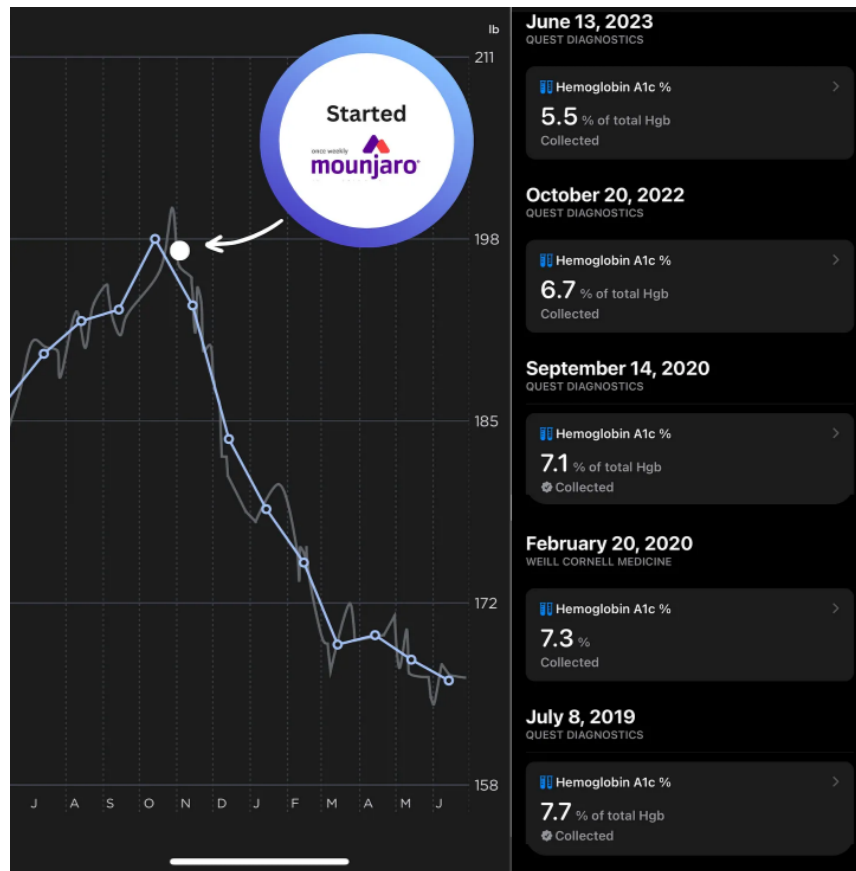 lb
211
Started
once weekly
mounjaro
198
185
172
158
J A S O N D J F M A M J
June 13, 2023
QUEST DIAGNOSTICS
Hemoglobin A1c %
5.5 % of total Hgb
Collected
October 20, 2022
QUEST DIAGNOSTICS
Hemoglobin A1c %
6.7 % of total Hgb
Collected
September 14, 2020
QUEST DIAGNOSTICS
Hemoglobin A1c %
7.1 % of total Hgb
Collected
February 20, 2020
WEILL CORNELL MEDICINE
Hemoglobin A1c %
7.3 %
Collected
July 8, 2019
QUEST DIAGNOSTICS
Hemoglobin A1c %
7.7 % of total Hgb
Collected